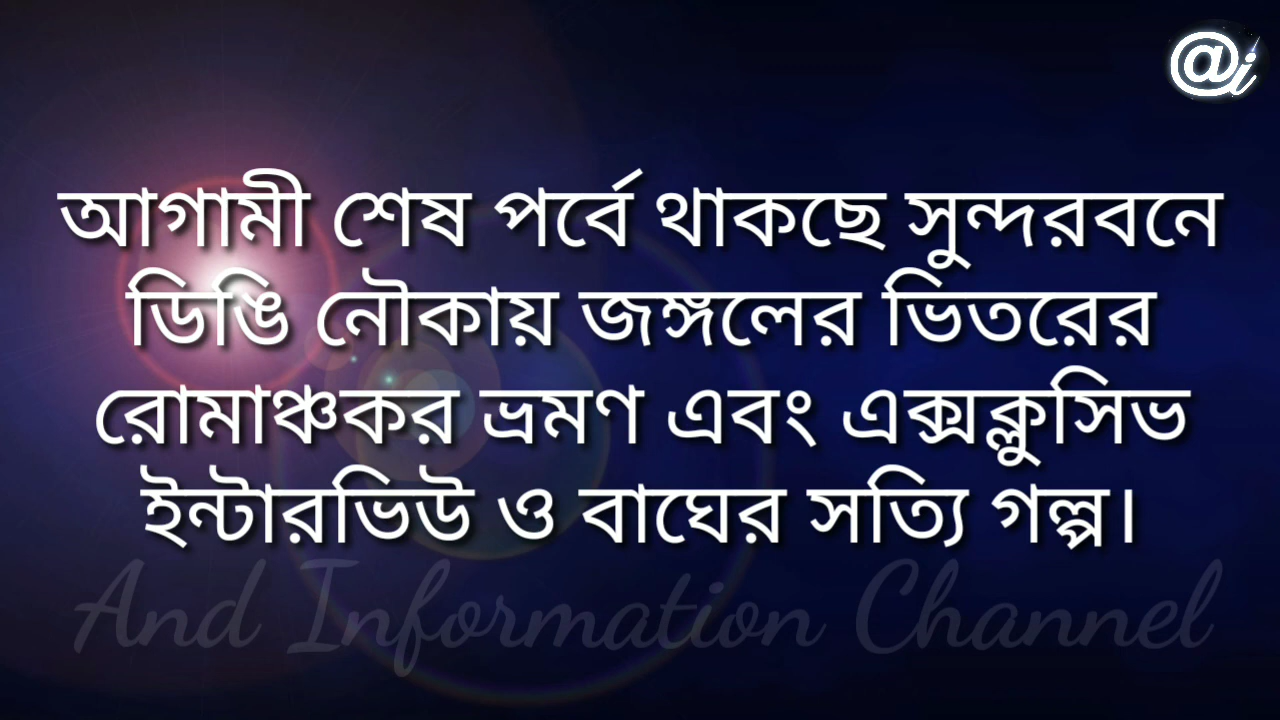 @i
আগামী শেষ পর্বে থাকছে সুন্দরবনে
ডিঙি নৌকায় জঙ্গলের ভিতরের
রোমাঞ্চকর ভ্রমণ এবং এক্সক্লুসিভ
ইন্টারভিউ ও বাঘের সত্যি গল্প।
And Information Channel